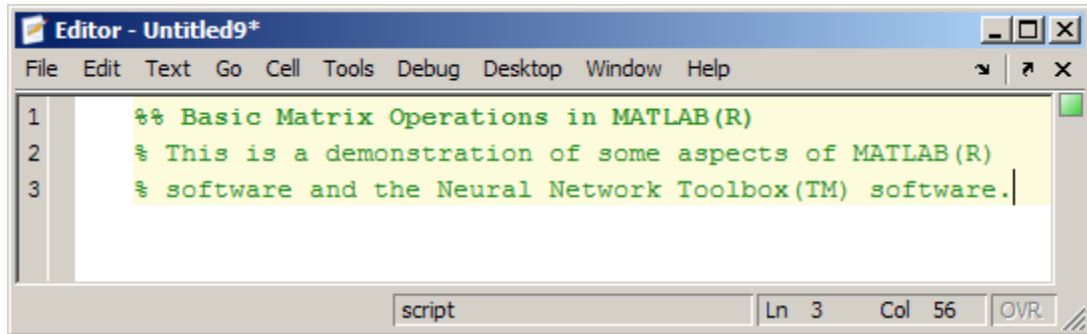 Editor - Untitled9*
File Edit Text Go Cell Tools Debug Desktop Window Help
1 %% Basic Matrix Operations in MATLAB(R)
2 % This is a demonstration of some aspects of MATLAB(R)
3 % software and the Neural Network Toolbox(TM) software.
script Ln 3 Col 56 OVR